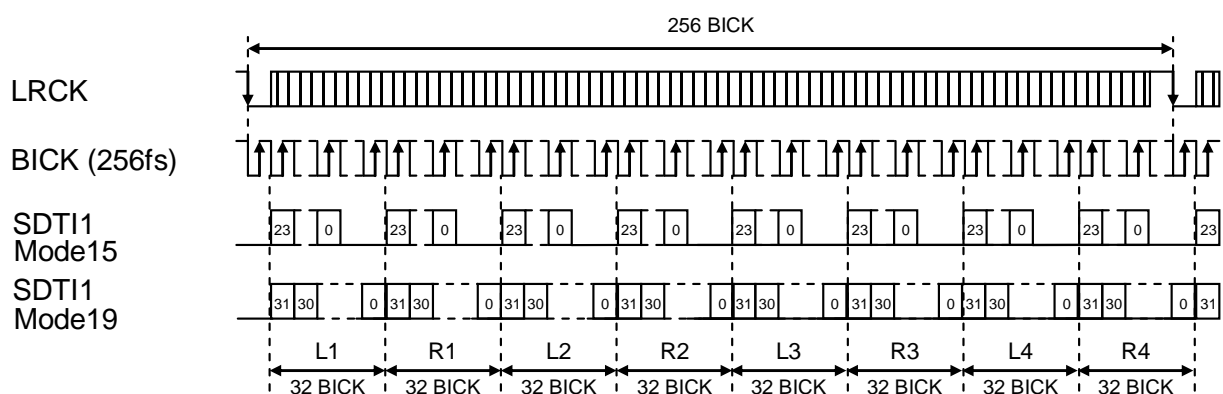 256 BICK
LRCK
BICK (256fs)
SDTI1
Mode15
23 0 23 0 23 0 23 0 23 0 23 0 23 0 23 0 23
SDTI1
Mode19
31 30 0 31 30 0 31 30 0 31 30 0 31 30 0 31 30 0 31 30 0 31 30 0 31
L1 R1 L2 R2 L3 R3 L4 R4
32 BICK 32 BICK 32 BICK 32 BICK 32 BICK 32 BICK 32 BICK 32 BICK